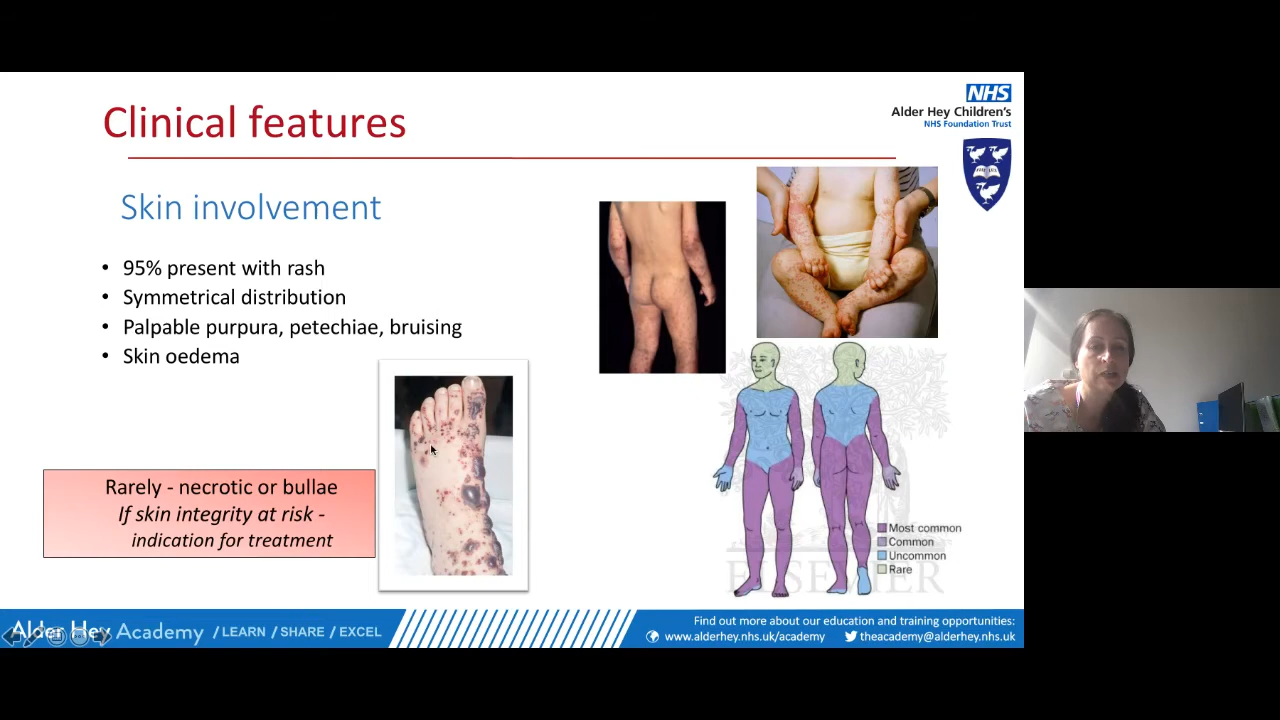 Clinical features
NHS
Alder Hey Children's
NHS Foundation Trust
Skin involvement
• 95% present with rash
• Symmetrical distribution
• Palpable purpura, petechiae, bruising
• Skin oedema
Rarely - necrotic or bullae
If skin integrity at risk -
indication for treatment
Most common
Common
Uncommon
Rare
ELSEVIER
Alder Hey Academy / LEARN / SHARE / EXCEL
Find out more about our education and training opportunities:
www.alderhey.nhs.uk/academy theacademy@alderhey.nhs.uk